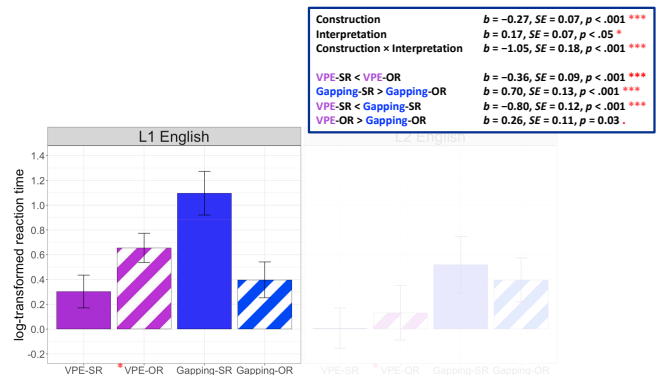 Construction b = −0.27, SE = 0.07, p < .001 ***
Interpretation b = 0.17, SE = 0.07, p < .05 *
Construction × Interpretation b = −1.05, SE = 0.18, p < .001 ***
VPE-SR < VPE-OR b = −0.36, SE = 0.09, p < .001 ***
Gapping-SR > Gapping-OR b = 0.70, SE = 0.13, p < .001 ***
VPE-SR < Gapping-SR b = −0.80, SE = 0.12, p < .001 ***
VPE-OR > Gapping-OR b = 0.26, SE = 0.11, p = 0.03 .
L1 English
L2 English
log-transformed reaction time
1.4
1.2
1.0
0.8
0.6
0.4
0.2
0.0
-0.2
VPE-SR *VPE-OR Gapping-SR Gapping-OR
VPE-SR *VPE-OR Gapping-SR Gapping-OR